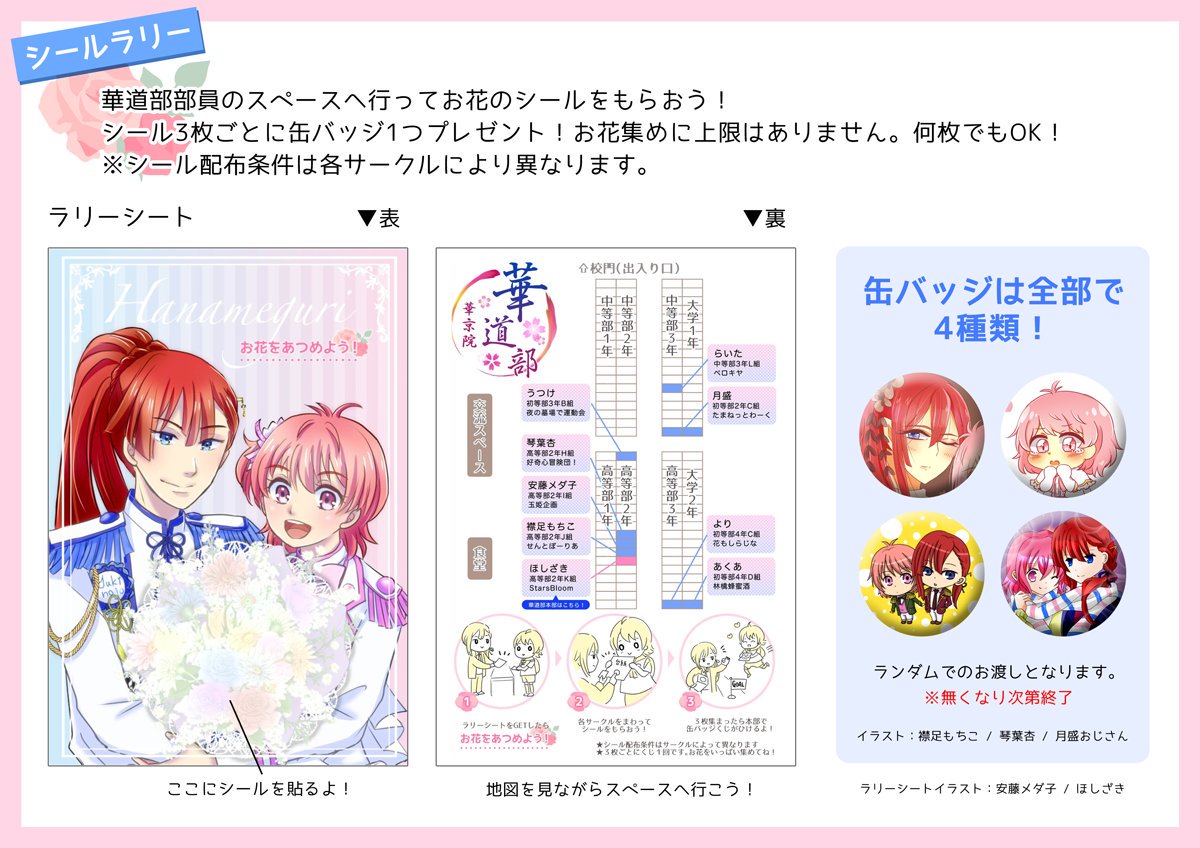 シールラリー
華道部部員のスペースへ行ってお花のシールをもらおう！
シール3枚ごとに缶バッジ1つプレゼント！お花集めに上限はありません。何枚でもOK！
※シール配布条件は各サークルにより異なります。
ラリーシート
▼表
▼裏
Hanameguri
お花をあつめよう！
ここにシールを貼るよ！
華京院
華道部
⇧校門(出入り口)
中等部1年
中等部2年
中等部3年
大学1年
らいた
中等部3年L組
ペロキヤ
月盛
初等部2年C組
たまねっとわーく
交流スペース
うつけ
初等部3年B組
夜の墓場で運動会
琴葉杏
高等部2年H組
好奇心冒険団！
安藤メダ子
高等部2年I組
玉姫企画
襟足もちこ
高等部2年J組
せんとぽーりあ
食堂
ほしざき
高等部2年K組
StarsBloom
華道部本部はこちら！
高等部1年
高等部2年
高等部3年
大学2年
より
初等部4年C組
花もしらじな
あくあ
初等部4年D組
林檎蜂蜜酒
GOAL
1
2
3
ラリーシートをGETしたら
お花をあつめよう！
各サークルをまわって
シールをもらおう！
3枚集まったら本部で
缶バッジくじがひけるよ！
★シール配布条件はサークルによって異なります
★3枚ごとにくじ1回です。お花をいっぱい集めてね！
地図を見ながらスペースへ行こう！
缶バッジは全部で
4種類！
ランダムでのお渡しとなります。
※無くなり次第終了
イラスト：襟足もちこ / 琴葉杏 / 月盛おじさん
ラリーシートイラスト：安藤メダ子 / ほしざき